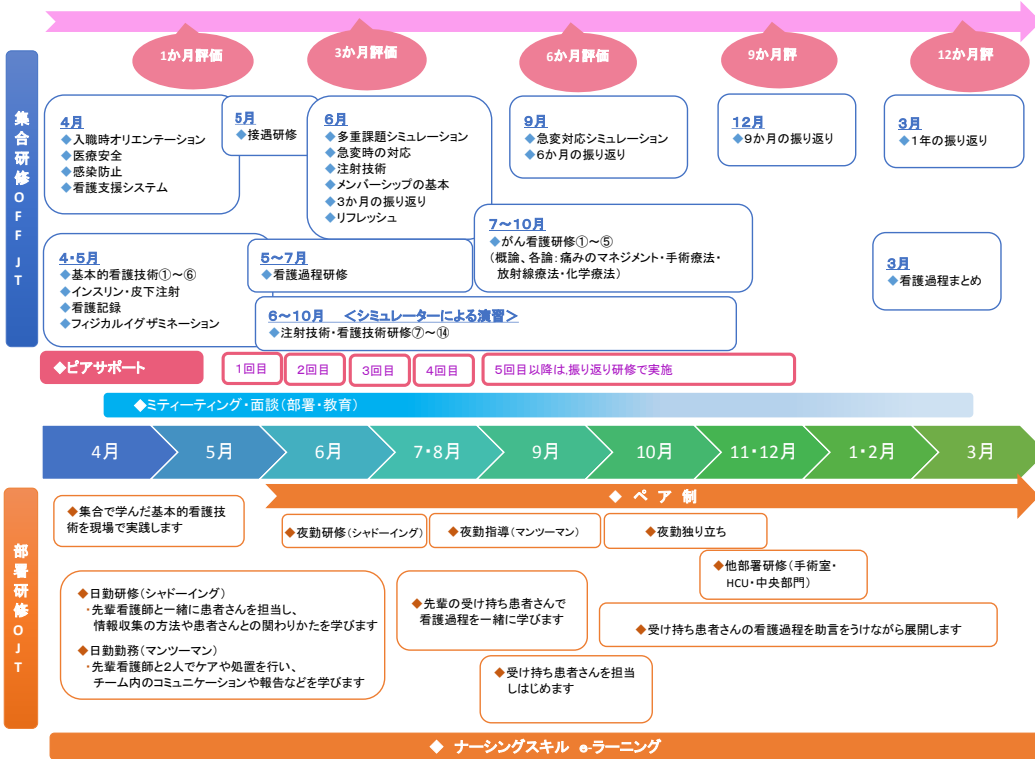 1か月評価
3か月評価
6か月評価
9か月評
12か月評
集合研修OFF JT
4月
◆入職時オリエンテーション
◆医療安全
◆感染防止
◆看護支援システム
5月
◆接遇研修
6月
◆多重課題シミュレーション
◆急変時の対応
◆注射技術
◆メンバーシップの基本
◆3か月の振り返り
◆リフレッシュ
9月
◆急変対応シミュレーション
◆6か月の振り返り
12月
◆9か月の振り返り
3月
◆1年の振り返り
4・5月
◆基本的看護技術①～⑥
◆インスリン・皮下注射
◆看護記録
◆フィジカルイグザミネーション
5～7月
◆看護過程研修
7～10月
◆がん看護研修①～⑤
(概論、各論:痛みのマネジメント・手術療法・
放射線療法・化学療法)
6～10月 <シミュレーターによる演習>
◆注射技術・看護技術研修⑦～⑭
3月
◆看護過程まとめ
◆ピアサポート
1回目
2回目
3回目
4回目
5回目以降は、振り返り研修で実施
◆ミティーティング・面談(部署・教育)
4月
5月
6月
7・8月
9月
10月
11・12月
1・2月
3月
部署研修OJT
◆ ペア制
◆集合で学んだ基本的看護技
術を現場で実践します
◆夜勤研修(シャドーイング)
◆夜勤指導(マンツーマン)
◆夜勤独り立ち
◆他部署研修(手術室・
HCU・中央部門)
◆日勤研修(シャドーイング)
・先輩看護師と一緒に患者さんを担当し、
情報収集の方法や患者さんとの関わりかたを学びます
◆日勤勤務(マンツーマン)
・先輩看護師と2人でケアや処置を行い、
チーム内のコミュニケーションや報告などを学びます
◆先輩の受け持ち患者さんで
看護過程を一緒に学びます
◆受け持ち患者さんの看護過程を助言をうけながら展開します
◆受け持ち患者さんを担当
しはじめます
◆ ナーシングスキル e-ラーニング